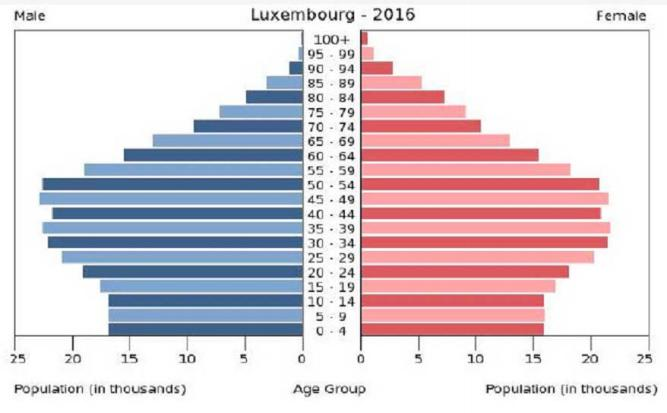 Male Luxembourg - 2016 Female
100+
95 - 99
90 - 94
85 - 89
80 - 84
75 - 79
70 - 74
65 - 69
60 - 64
55 - 59
50 - 54
45 - 49
40 - 44
35 - 39
30 - 34
25 - 29
20 - 24
15 - 19
10 - 14
5 - 9
0 - 4
25 20 15 10 5 0 0 5 10 15 20 25
Population (in thousands) Age Group Population (in thousands)